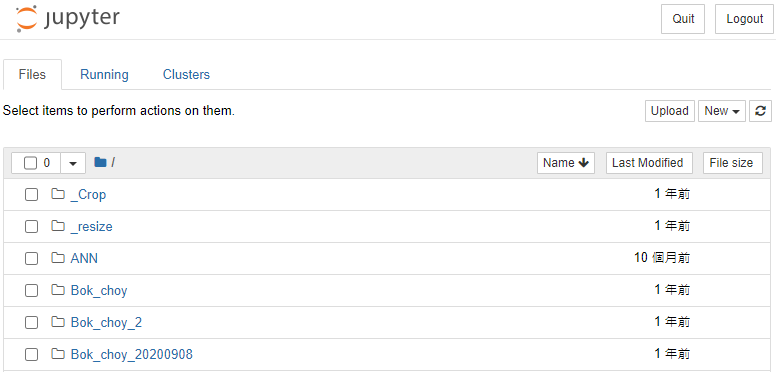 jupyter Quit Logout
Files Running Clusters
Select items to perform actions on them. Upload New
0 / Name Last Modified File size
_Crop 1 年前
_resize 1 年前
ANN 10 個月前
Bok_choy 1 年前
Bok_choy_2 1 年前
Bok_choy_20200908 1 年前